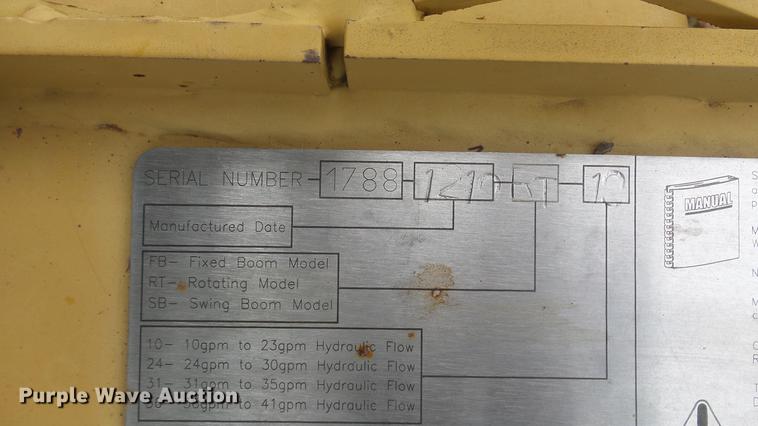 SERIAL NUMBER - 1788 - 1210 - RT - 10
Manufactured Date
FB- Fixed Boom Model
RT- Rotating Model
SB- Swing Boom Model
10- 10gpm to 23gpm Hydraulic Flow
24- 24gpm to 30gpm Hydraulic Flow
31- 31gpm to 35gpm Hydraulic Flow
36- 36gpm to 41gpm Hydraulic Flow
MANUAL
Purple Wave Auction